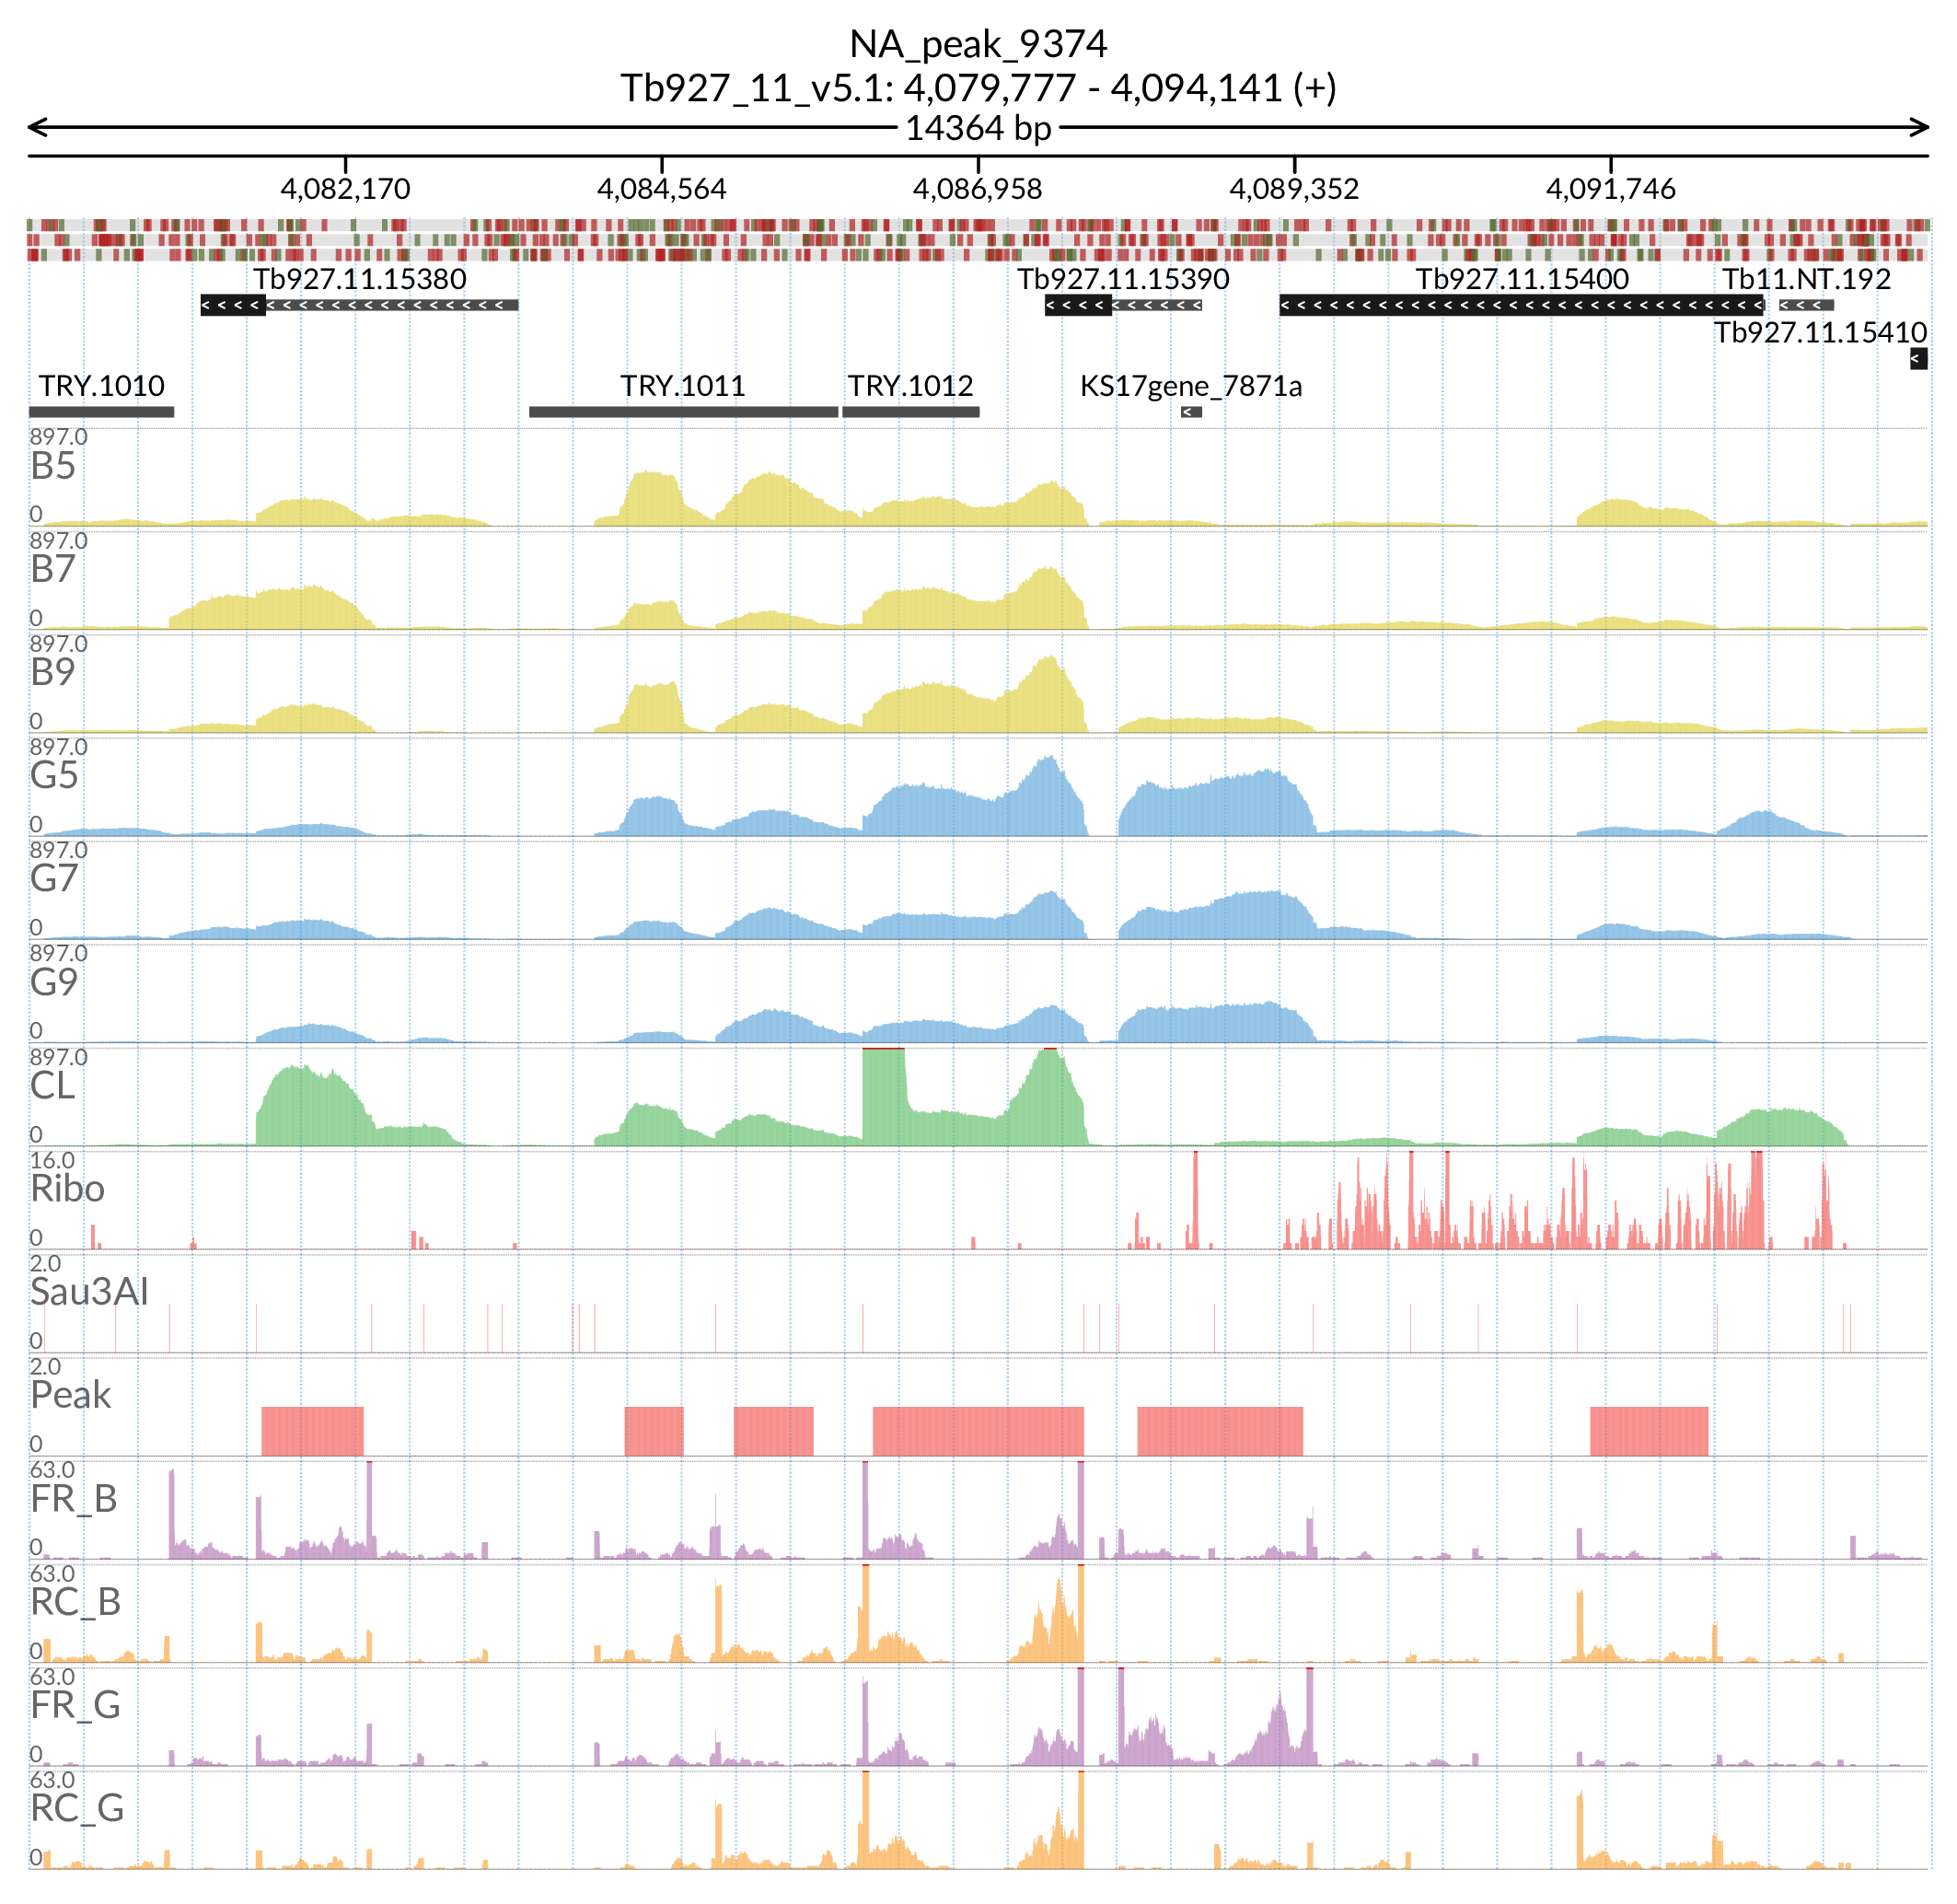 NA_peak_9374
Tb927_11_v5.1: 4,079,777 - 4,094,141 (+)
14364 bp
4,082,170 4,084,564 4,086,958 4,089,352 4,091,746
Tb927.11.15380 Tb927.11.15390 Tb927.11.15400 Tb11.NT.192
Tb927.11.15410
TRY.1010 TRY.1011 TRY.1012 KS17gene_7871a
897.0
B5
0
897.0
B7
0
897.0
B9
0
897.0
G5
0
897.0
G7
0
897.0
G9
0
897.0
CL
0
16.0
Ribo
0
2.0
Sau3AI
0
2.0
Peak
0
63.0
FR_B
0
63.0
RC_B
0
63.0
FR_G
0
63.0
RC_G
0